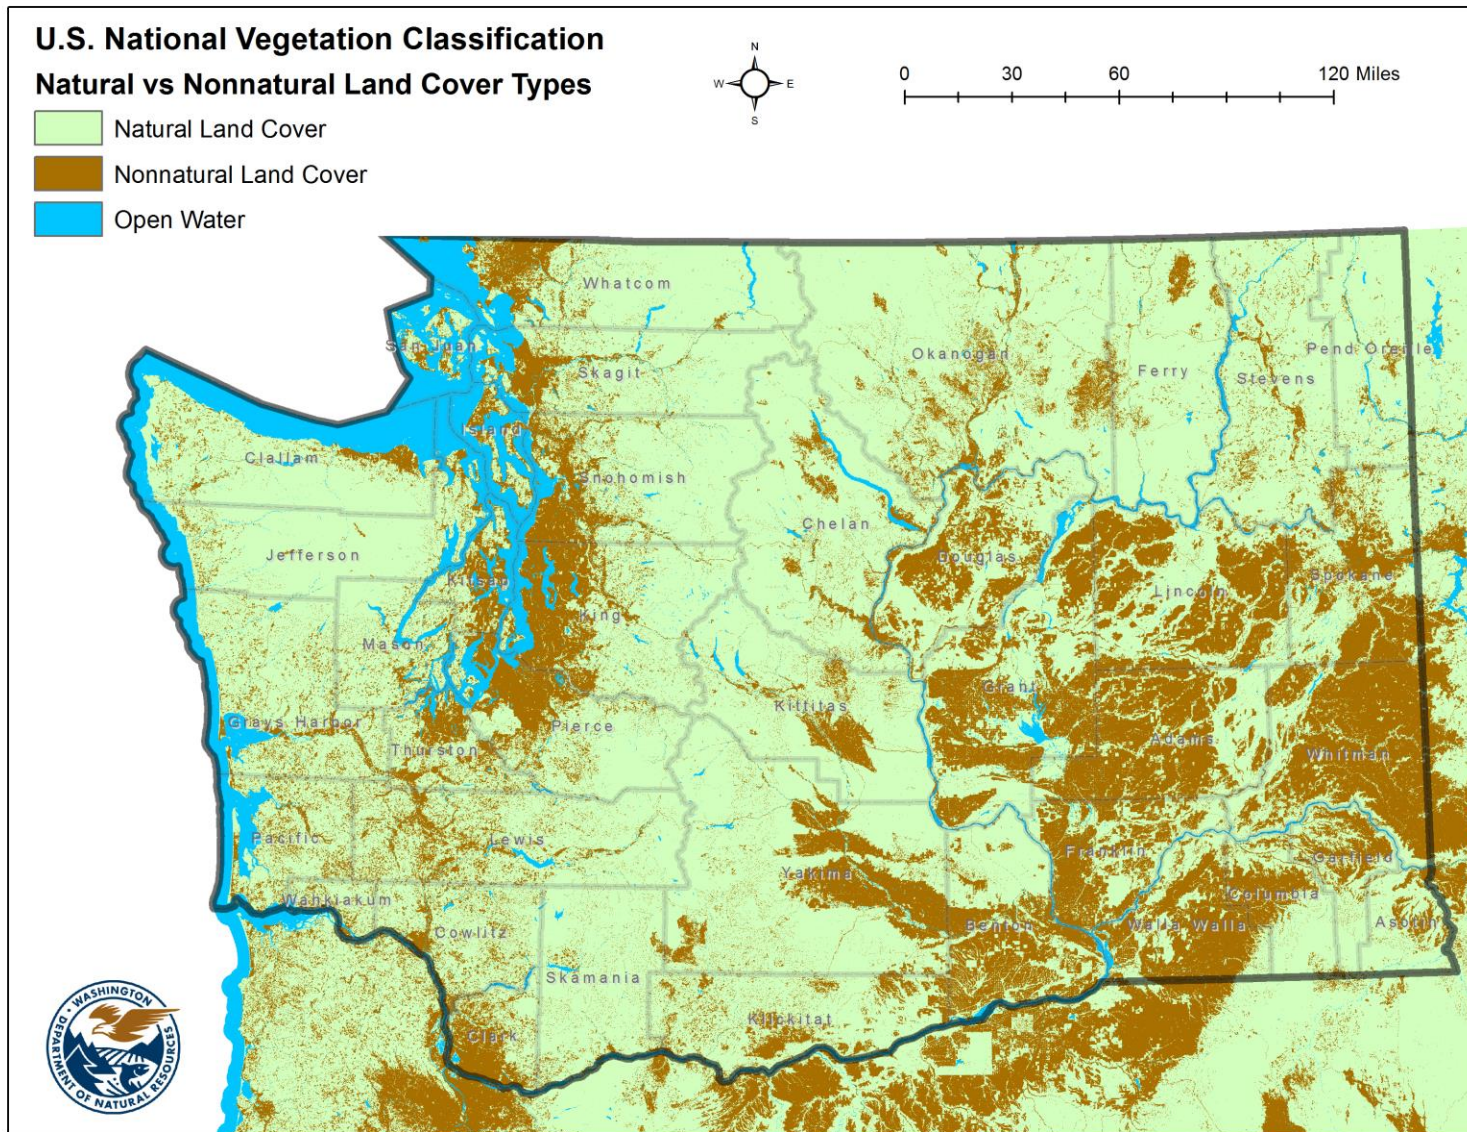 U.S. National Vegetation Classification
Natural vs Nonnatural Land Cover Types
Natural Land Cover
Nonnatural Land Cover
Open Water
N
W E
S
0 30 60 120 Miles
Whatcom
San Juan
Skagit
Okanogan
Ferry
Stevens
Pend Oreille
Island
Clallam
Snohomish
Chelan
Jefferson
Kitsap
Douglas
Lincoln
Spokane
King
Mason
Grant
Kittitas
Grays Harbor
Pierce
Thurston
Adams
Whitman
Pacific
Lewis
Franklin
Garfield
Yakima
Columbia
Wahkiakum
Cowlitz
Benton
Walla Walla
Asotin
Skamania
Klickitat
Clark
WASHINGTON
DEPARTMENT OF NATURAL RESOURCES